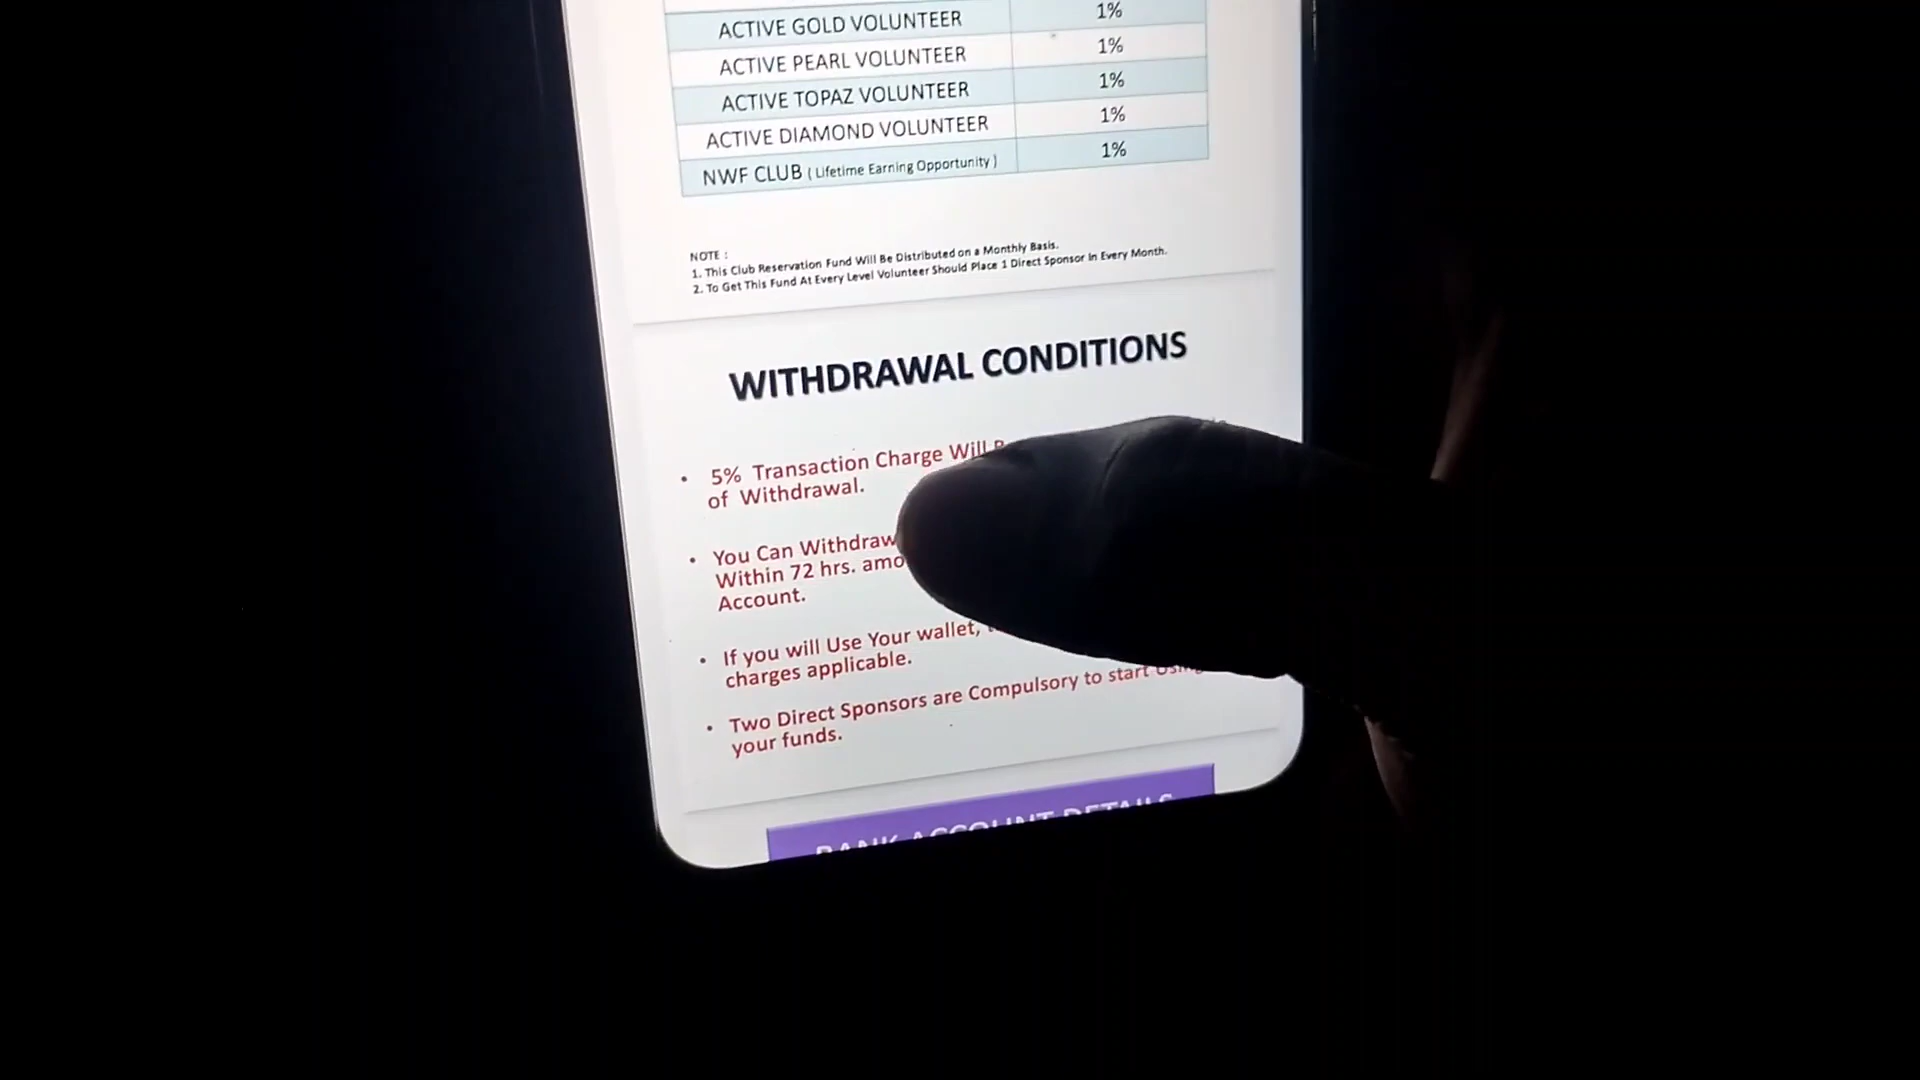 ACTIVE GOLD VOLUNTEER 1%
ACTIVE PEARL VOLUNTEER 1%
ACTIVE TOPAZ VOLUNTEER 1%
ACTIVE DIAMOND VOLUNTEER 1%
NWF CLUB ( Lifetime Earning Opportunity ) 1%
NOTE :
1. This Club Reservation Fund Will Be Distributed on a Monthly Basis.
2. To Get This Fund At Every Level Volunteer Should Place 1 Direct Sponsor In Every Month.
WITHDRAWAL CONDITIONS
• 5% Transaction Charge Will
of Withdrawal.
• You Can Withdraw
Within 72 hrs.
Account.
• If you will Use Your wallet,
charges applicable.
• Two Direct Sponsors are Compulsory to start
your funds.
BANK ACCOUNT DETAILS